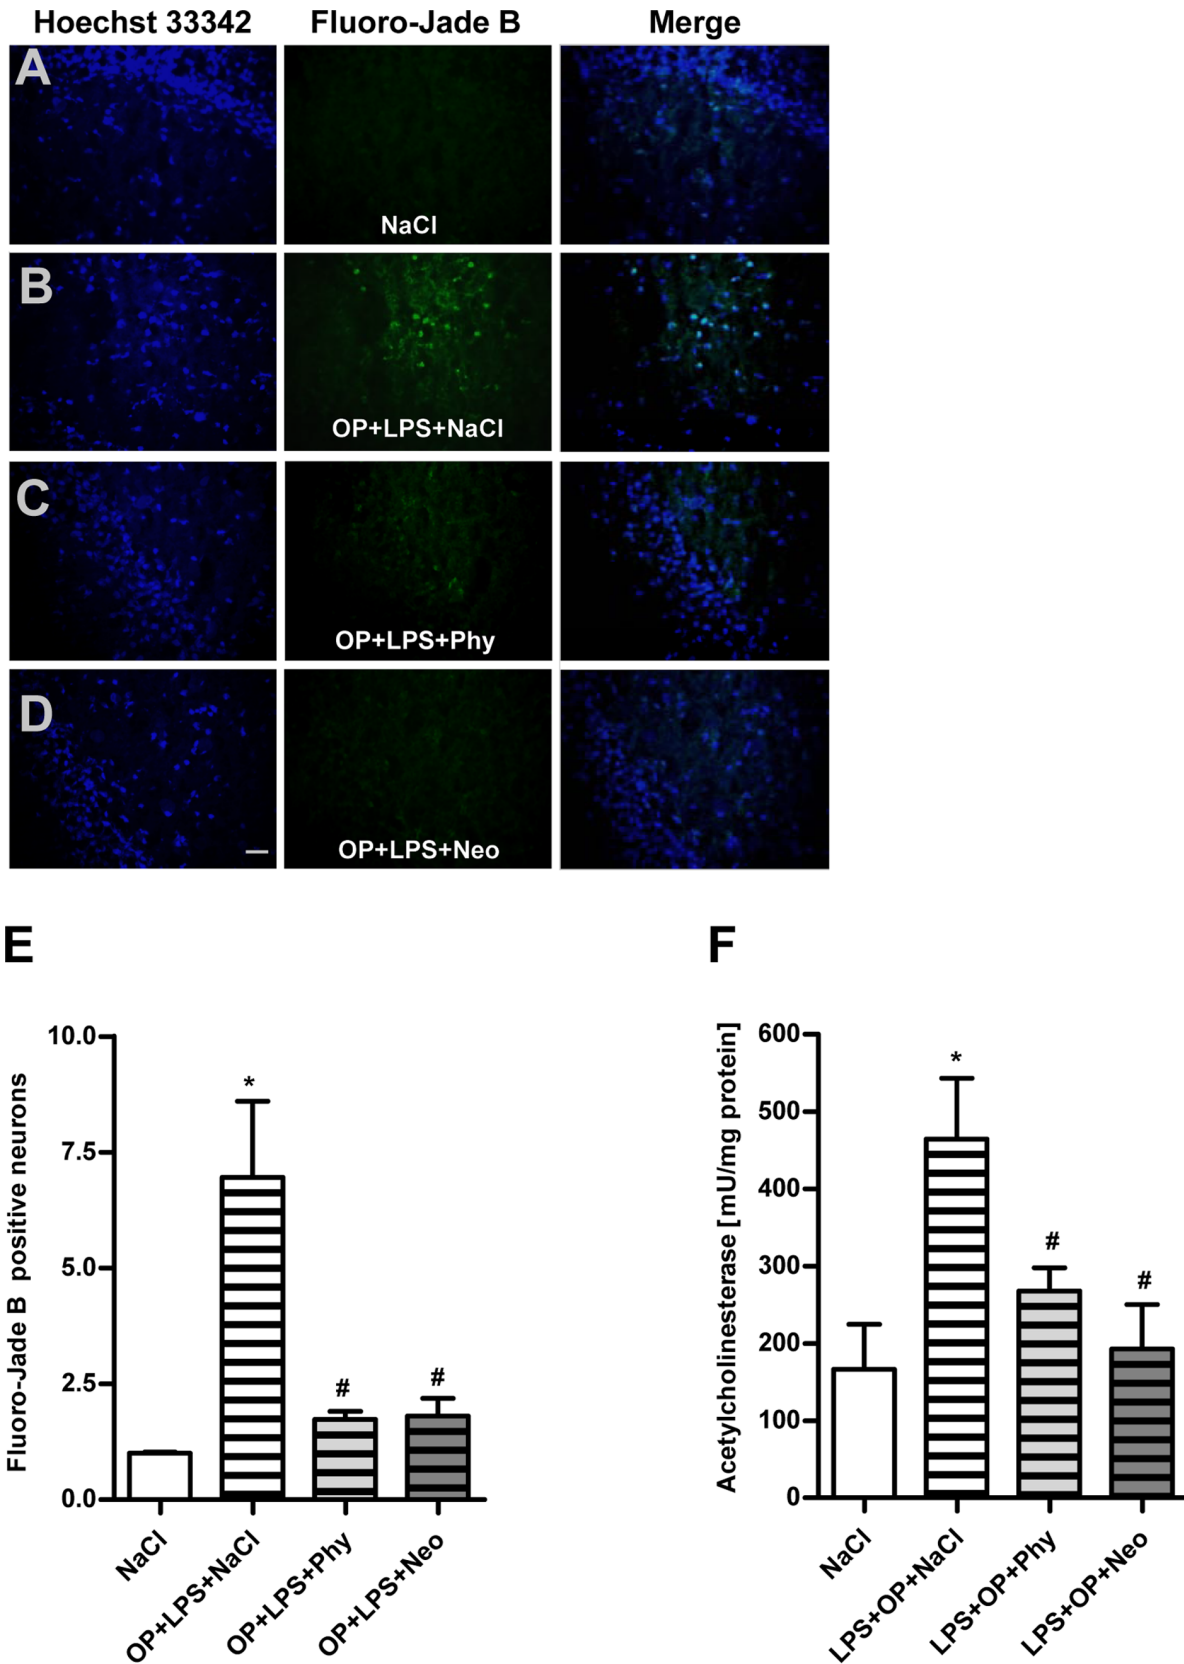 Hoechst 33342 Fluoro-Jade B Merge
A
NaCl
B
OP+LPS+NaCl
C
OP+LPS+Phy
D
OP+LPS+Neo
E
Fluoro-Jade B positive neurons
10.0
7.5
5.0
2.5
0.0
*
#
#
NaCl
OP+LPS+NaCl
OP+LPS+Phy
OP+LPS+Neo
F
Acetylcholinesterase [mU/mg protein]
600
500
400
300
200
100
0
*
#
#
NaCl
LPS+OP+NaCl
LPS+OP+Phy
LPS+OP+Neo